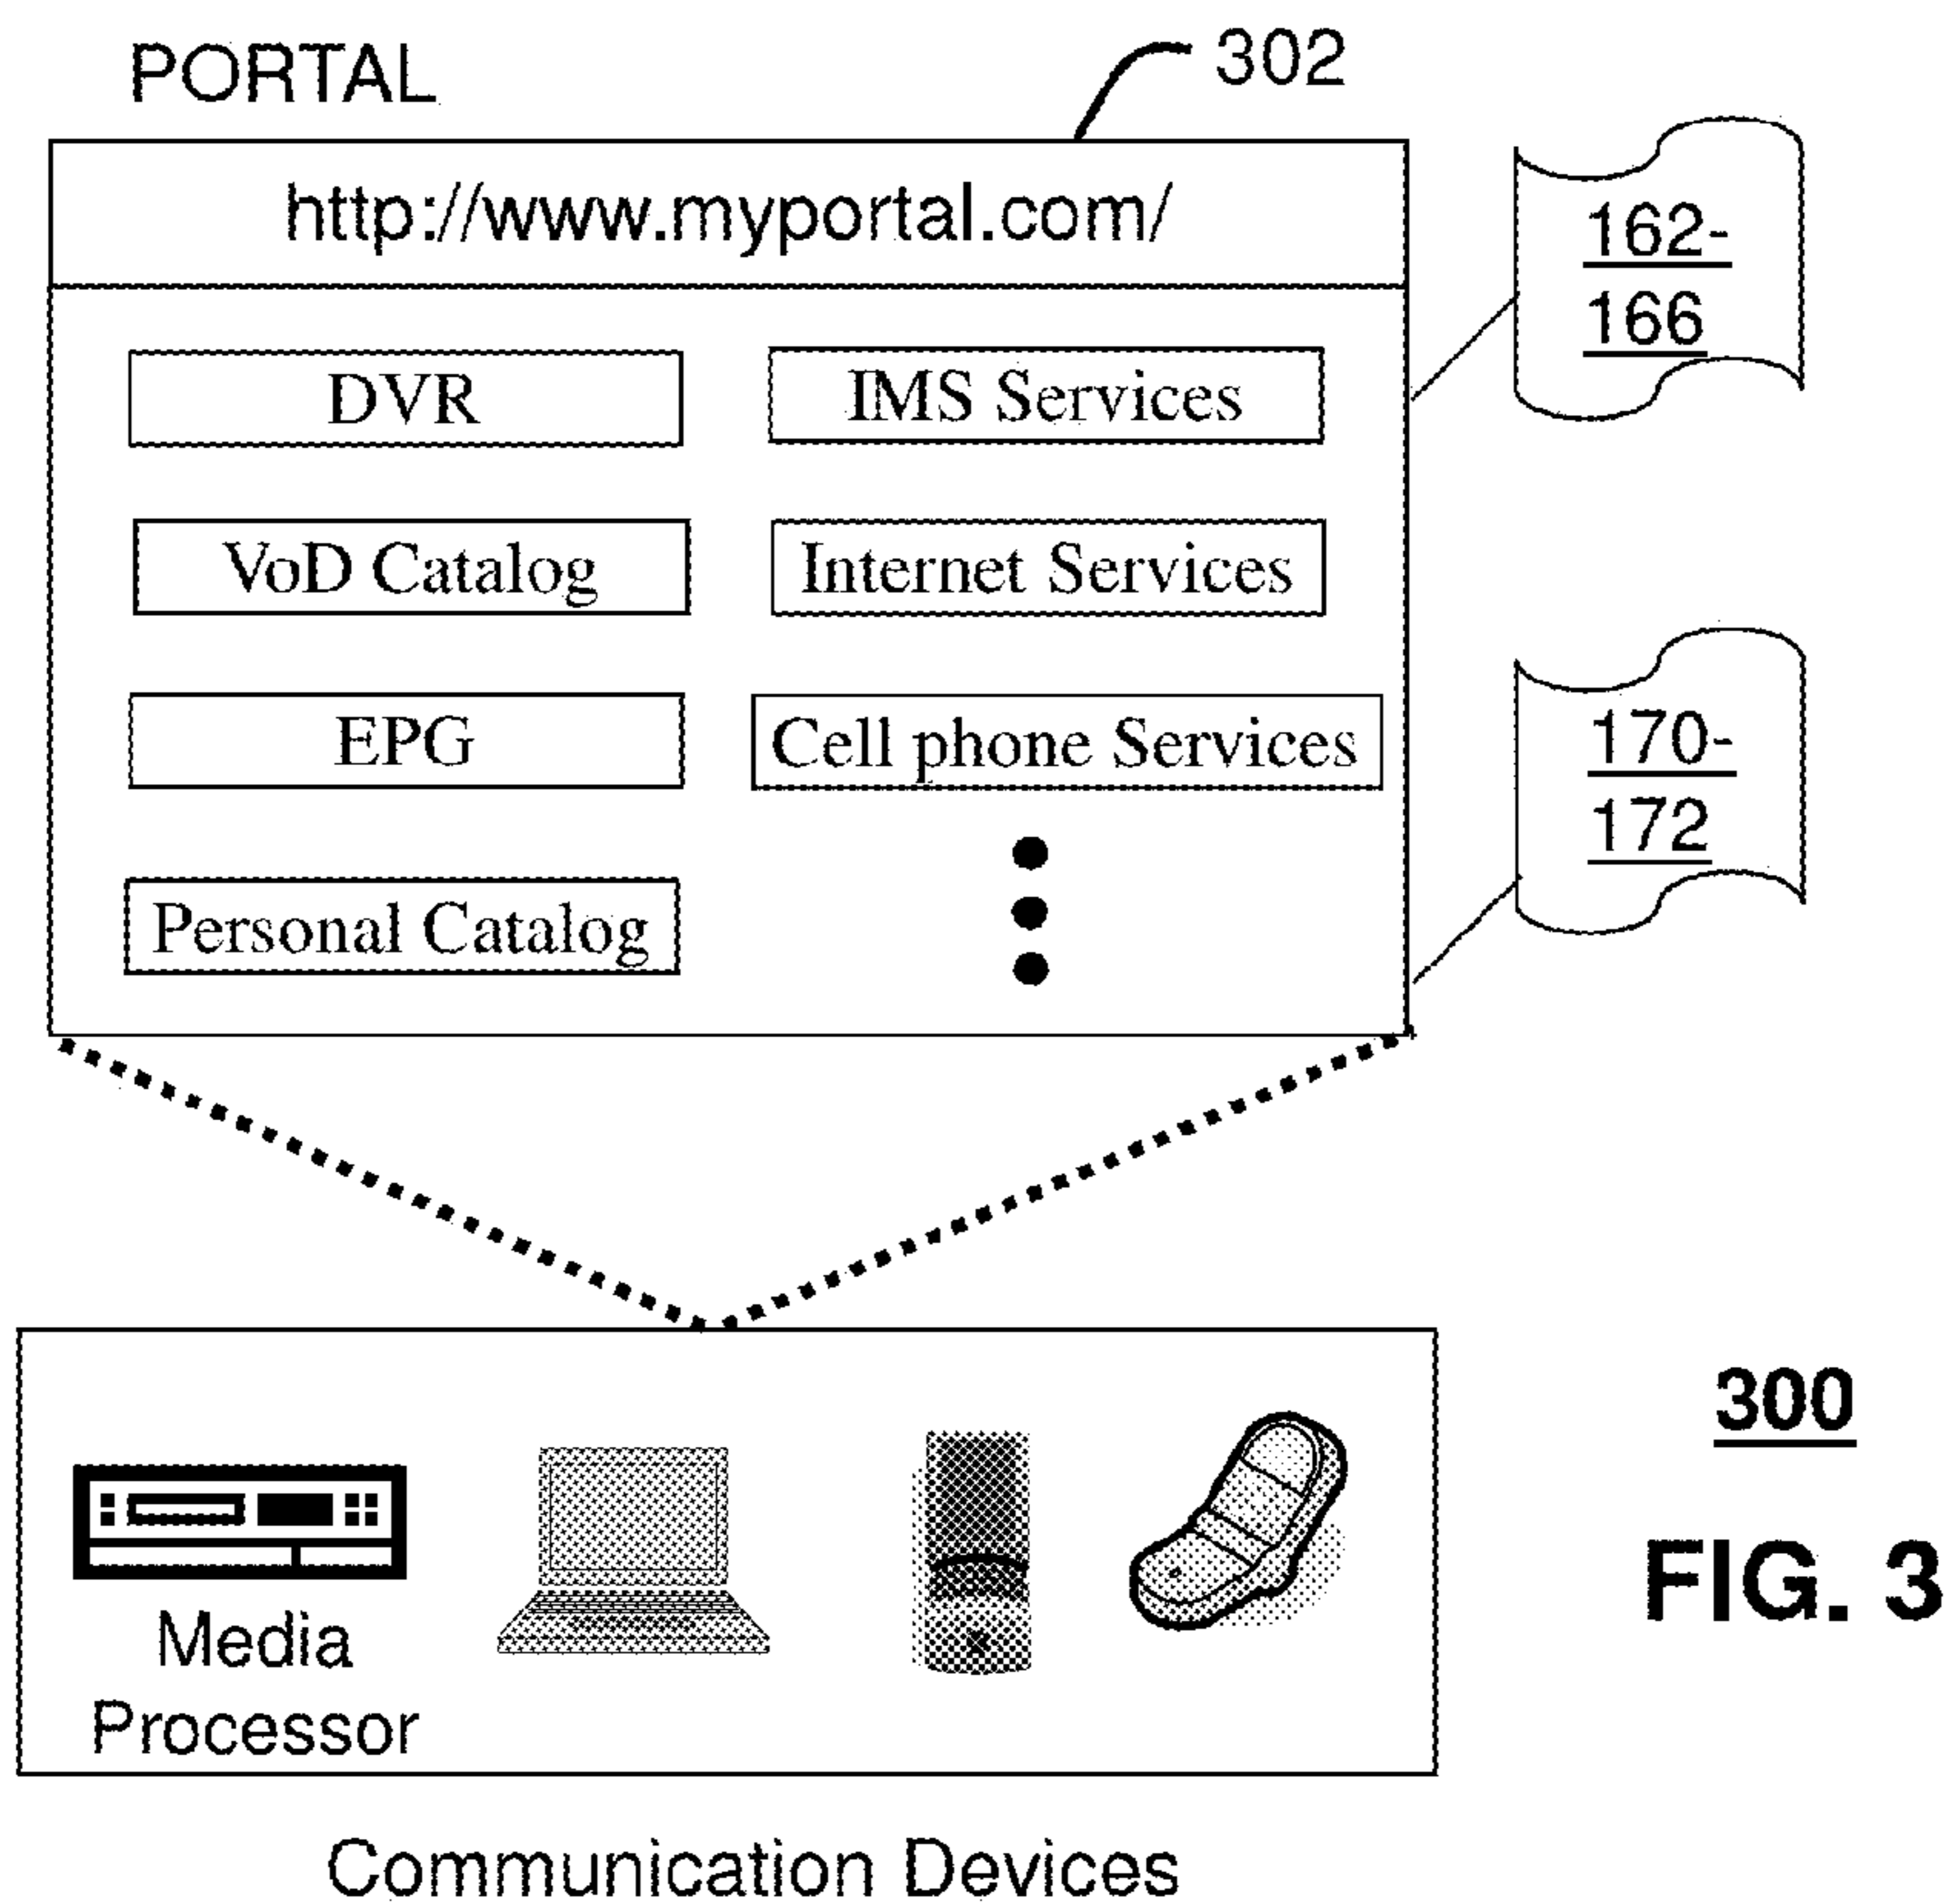 PORTAL
302
http://www.myportal.com/
162-
166
DVR
IMS Services
VoD Catalog
Internet Services
EPG
Cell phone Services
170-
172
Personal Catalog
Media
Processor
300
FIG. 3
Communication Devices